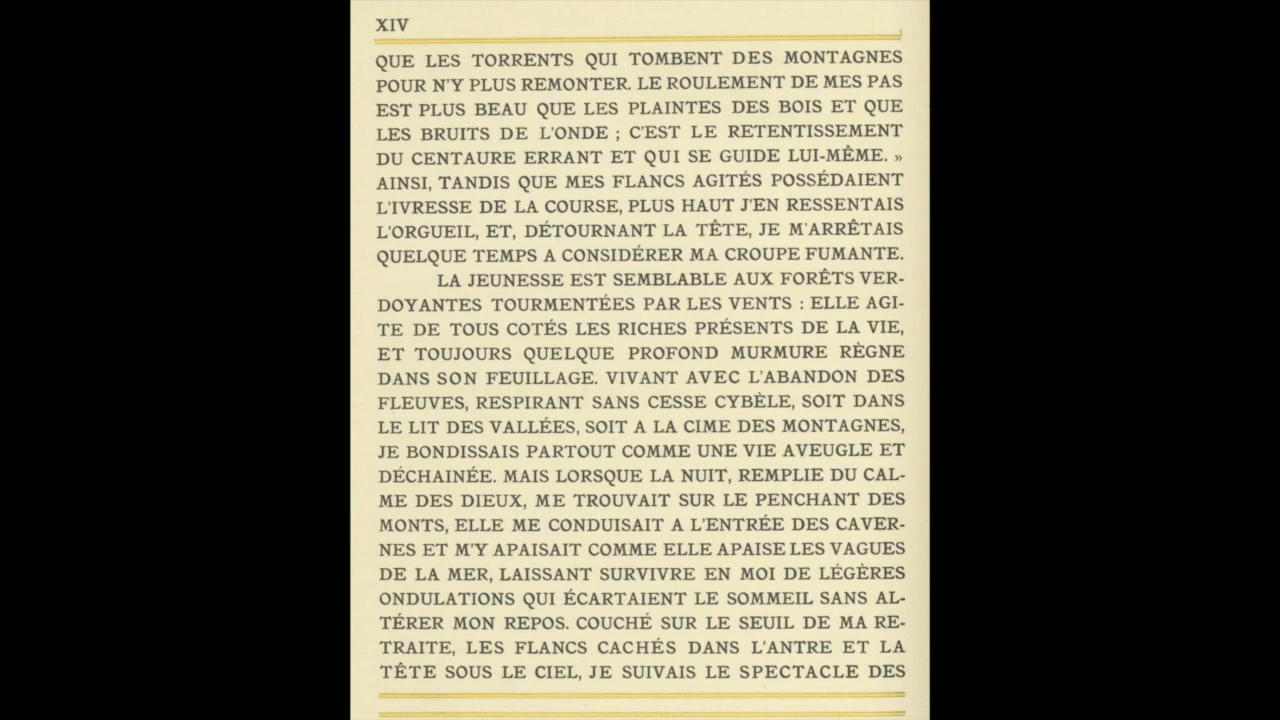 XIV
QUE LES TORRENTS QUI TOMBENT DES MONTAGNES
POUR N'Y PLUS REMONTER. LE ROULEMENT DE MES PAS
EST PLUS BEAU QUE LES PLAINTES DES BOIS ET QUE
LES BRUITS DE L'ONDE ; C'EST LE RETENTISSEMENT
DU CENTAURE ERRANT ET QUI SE GUIDE LUI-MÊME. »
AINSI, TANDIS QUE MES FLANCS AGITÉS POSSÉDAIENT
L'IVRESSE DE LA COURSE, PLUS HAUT J'EN RESSENTAIS
L'ORGUEIL, ET, DÉTOURNANT LA TÊTE, JE M'ARRÊTAIS
QUELQUE TEMPS A CONSIDÉRER MA CROUPE FUMANTE.
LA JEUNESSE EST SEMBLABLE AUX FORÊTS VER-
DOYANTES TOURMENTÉES PAR LES VENTS : ELLE AGI-
TE DE TOUS COTÉS LES RICHES PRÉSENTS DE LA VIE,
ET TOUJOURS QUELQUE PROFOND MURMURE RÈGNE
DANS SON FEUILLAGE. VIVANT AVEC L'ABANDON DES
FLEUVES, RESPIRANT SANS CESSE CYBÈLE, SOIT DANS
LE LIT DES VALLÉES, SOIT A LA CIME DES MONTAGNES,
JE BONDISSAIS PARTOUT COMME UNE VIE AVEUGLE ET
DÉCHAINÉE. MAIS LORSQUE LA NUIT, REMPLIE DU CAL-
ME DES DIEUX, ME TROUVAIT SUR LE PENCHANT DES
MONTS, ELLE ME CONDUISAIT A L'ENTRÉE DES CAVER-
NES ET M'Y APAISAIT COMME ELLE APAISE LES VAGUES
DE LA MER, LAISSANT SURVIVRE EN MOI DE LÉGÈRES
ONDULATIONS QUI ÉCARTAIENT LE SOMMEIL SANS AL-
TÉRER MON REPOS. COUCHÉ SUR LE SEUIL DE MA RE-
TRAITE, LES FLANCS CACHÉS DANS L'ANTRE ET LA
TÊTE SOUS LE CIEL, JE SUIVAIS LE SPECTACLE DES